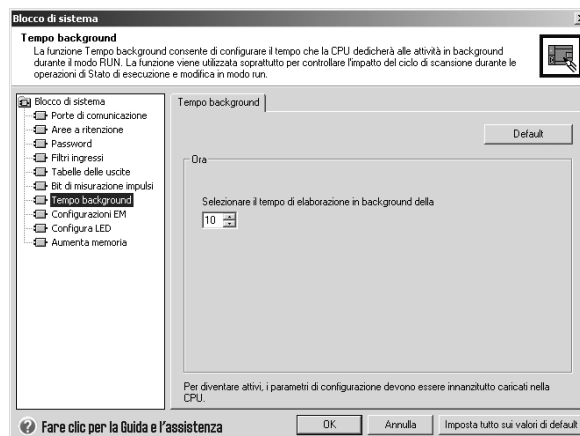 Blocco di sistema
Tempo background
La funzione Tempo background consente di configurare il tempo che la CPU dedicherà alle attività in background
durante il modo RUN. La funzione viene utilizzata soprattutto per controllare l'impatto del ciclo di scansione durante le
operazioni di Stato di esecuzione e modifica in modo run.
Blocco di sistema
Porte di comunicazione
Aree a ritenzione
Password
Filtri ingressi
Tabelle delle uscite
Bit di misurazione impulsi
Tempo background
Configurazioni EM
Configura LED
Aumenta memoria
Tempo background
Default
Ora
Selezionare il tempo di elaborazione in background della
10
Per diventare attivi, i parametri di configurazione devono essere innanzitutto caricati nella
CPU.
Fare clic per la Guida e l'assistenza
OK
Annulla
Imposta tutto sui valori di default